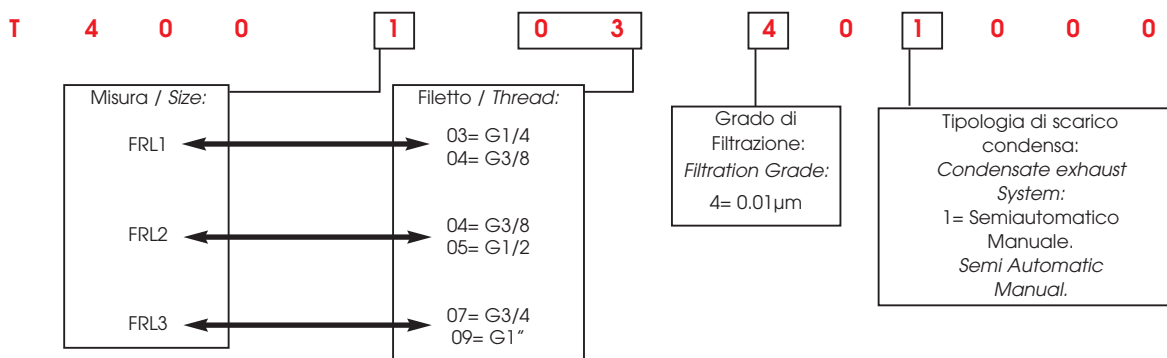 T 4 0 0 1 0 3 4 0 1 0 0 0
Misura / Size:
FRL1
FRL2
FRL3
Filetto / Thread:
03= G1/4
04= G3/8
04= G3/8
05= G1/2
07= G3/4
09= G1”
Grado di
Filtrazione:
Filtration Grade:
4= 0.01µm
Tipologia di scarico
condensa:
Condensate exhaust
System:
1= Semiautomatico
Manuale.
Semi Automatic
Manual.